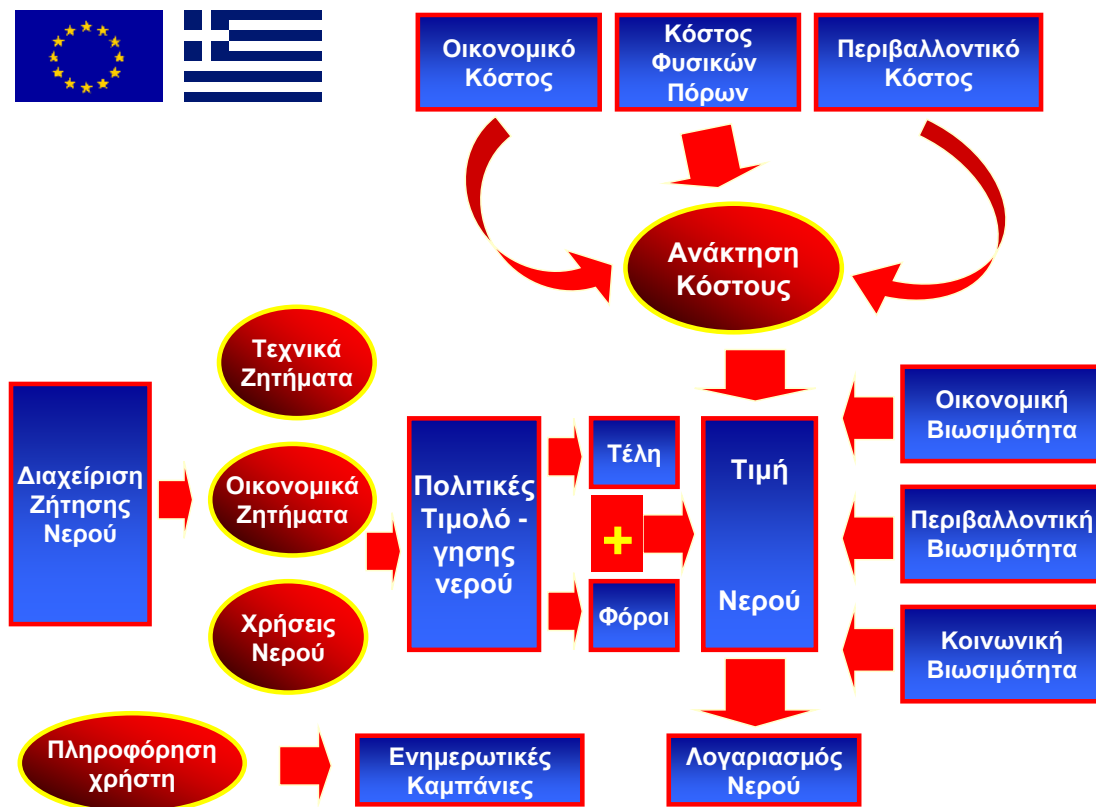 Οικονομικό
Κόστος
Κόστος
Φυσικών
Πόρων
Περιβαλλοντικό
Κόστος
Ανάκτηση
Κόστους
Τεχνικά
Ζητήματα
Διαχείριση
Ζήτησης
Νερού
Οικονομικά
Ζητήματα
Χρήσεις
Νερού
Πολιτικές
Τιμολό -
γησης
νερού
Τέλη
+
Φόροι
Τιμή
Νερού
Οικονομική
Βιωσιμότητα
Περιβαλλοντική
Βιωσιμότητα
Κοινωνική
Βιωσιμότητα
Πληροφόρηση
χρήστη
Ενημερωτικές
Καμπάνιες
Λογαριασμός
Νερού